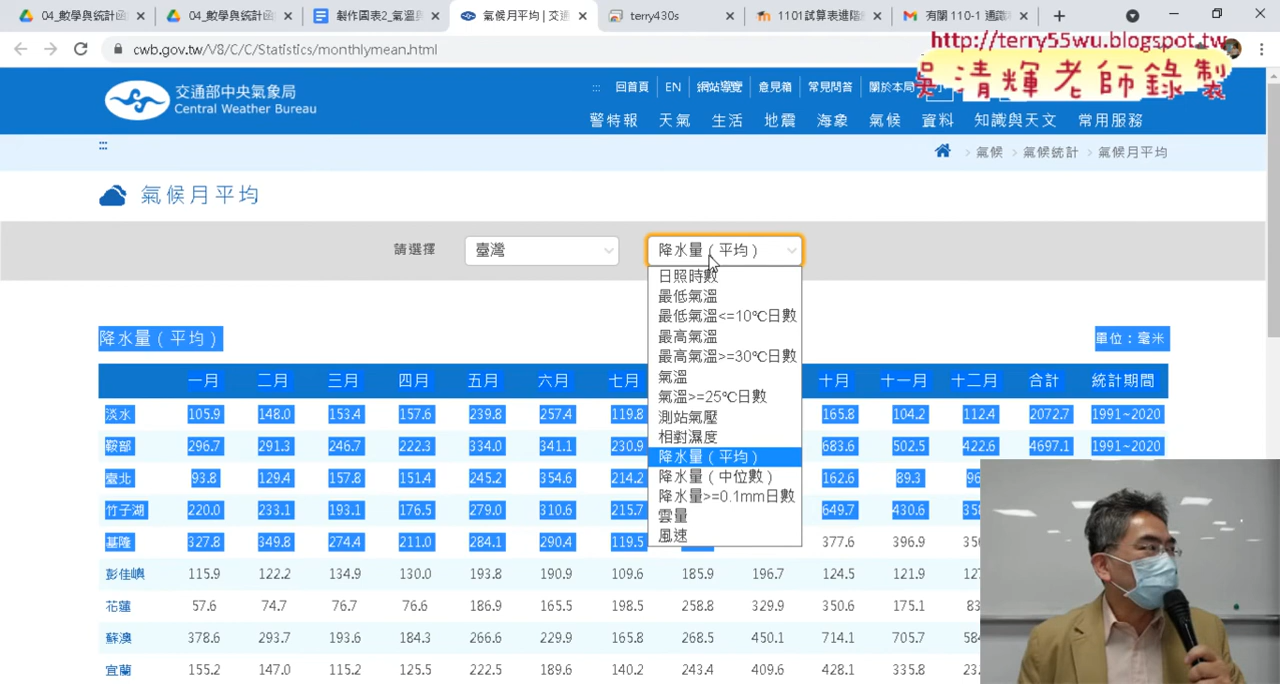 04_數學與統計函
04_數學與統計函
製作圖表2_氣溫與
氣候月平均 | 交通
terry430s
1101試算表進階
有關 110-1 通識
cwb.gov.tw/V8/C/C/Statistics/monthlymean.html
http://terry55wu.blogspot.tw
吳清輝老師錄製
交通部中央氣象局
Central Weather Bureau
::: 回首頁 EN 網站導覽 意見箱 常見問答 關於本局 小
警特報 天氣 生活 地震 海象 氣候 資料 知識與天文 常用服務
:::
> 氣候 > 氣候統計 > 氣候月平均
氣候月平均
請選擇 臺灣 降水量（平均）
日照時數
最低氣溫
最低氣溫<=10℃日數
最高氣溫
最高氣溫>=30℃日數
氣溫
氣溫>=25℃日數
測站氣壓
相對濕度
降水量（平均）
降水量（中位數）
降水量>=0.1mm日數
雲量
風速
降水量（平均） 單位：毫米
一月 二月 三月 四月 五月 六月 七月 十月 十一月 十二月 合計 統計期間
淡水 105.9 148.0 153.4 157.6 239.8 257.4 119.8 165.8 104.2 112.4 2072.7 1991~2020
鞍部 296.7 291.3 246.7 222.3 334.0 341.1 230.9 683.6 502.5 422.6 4697.1 1991~2020
臺北 93.8 129.4 157.8 151.4 245.2 354.6 214.2 162.6 89.3 96
竹子湖 220.0 233.1 193.1 176.5 279.0 310.6 215.7 649.7 430.6 35
基隆 327.8 349.8 274.4 211.0 284.1 290.4 119.5 377.6 396.9 35
彭佳嶼 115.9 122.2 134.9 130.0 193.8 190.9 109.6 185.9 196.7 124.5 121.9 12
花蓮 57.6 74.7 76.7 76.6 186.9 165.5 198.5 258.8 329.9 350.6 175.1 83
蘇澳 378.6 293.7 193.6 184.3 266.6 229.9 165.8 268.5 450.1 714.1 705.7 584
宜蘭 155.2 147.0 115.2 125.5 222.5 189.6 140.2 243.4 409.6 428.1 335.8 23